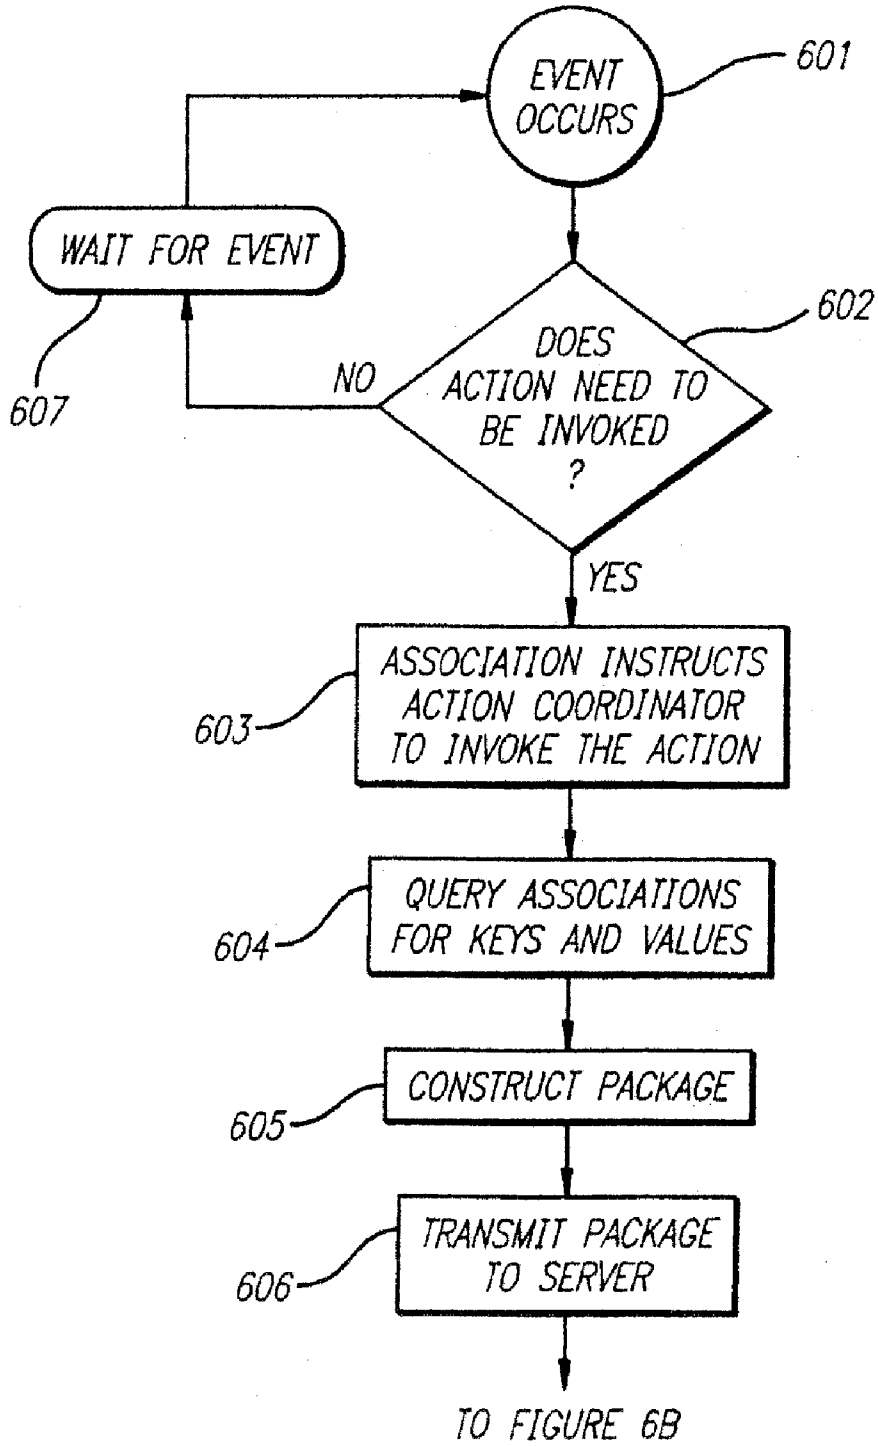 EVENT
OCCURS
601
WAIT FOR EVENT
607
602
DOES
ACTION NEED TO
BE INVOKED
?
NO
YES
ASSOCIATION INSTRUCTS
ACTION COORDINATOR
TO INVOKE THE ACTION
603
QUERY ASSOCIATIONS
FOR KEYS AND VALUES
604
CONSTRUCT PACKAGE
605
TRANSMIT PACKAGE
TO SERVER
606
TO FIGURE 6B